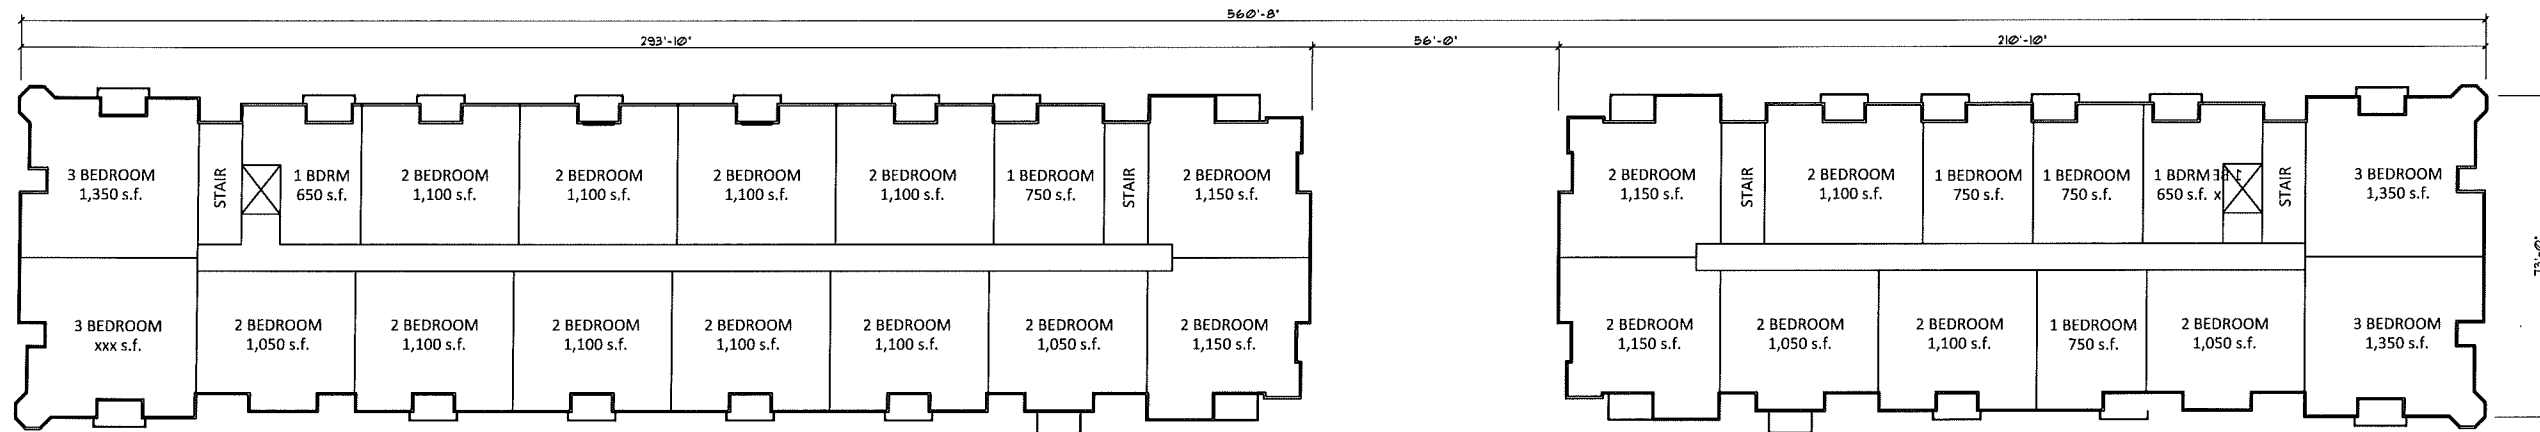 560'-8"
293'-10"
56'-0"
210'-10"
3 BEDROOM
1,350 s.f.
STAIR
1 BDRM
650 s.f.
2 BEDROOM
1,100 s.f.
2 BEDROOM
1,100 s.f.
2 BEDROOM
1,100 s.f.
2 BEDROOM
1,100 s.f.
1 BEDROOM
750 s.f.
STAIR
2 BEDROOM
1,150 s.f.
2 BEDROOM
1,150 s.f.
STAIR
2 BEDROOM
1,100 s.f.
1 BEDROOM
750 s.f.
1 BEDROOM
750 s.f.
1 BDRM
650 s.f. x
STAIR
3 BEDROOM
1,350 s.f.
73'-0"
3 BEDROOM
xxx s.f.
2 BEDROOM
1,050 s.f.
2 BEDROOM
1,100 s.f.
2 BEDROOM
1,100 s.f.
2 BEDROOM
1,100 s.f.
2 BEDROOM
1,100 s.f.
2 BEDROOM
1,050 s.f.
2 BEDROOM
1,150 s.f.
2 BEDROOM
1,150 s.f.
2 BEDROOM
1,050 s.f.
2 BEDROOM
1,100 s.f.
1 BEDROOM
750 s.f.
2 BEDROOM
1,050 s.f.
3 BEDROOM
1,350 s.f.